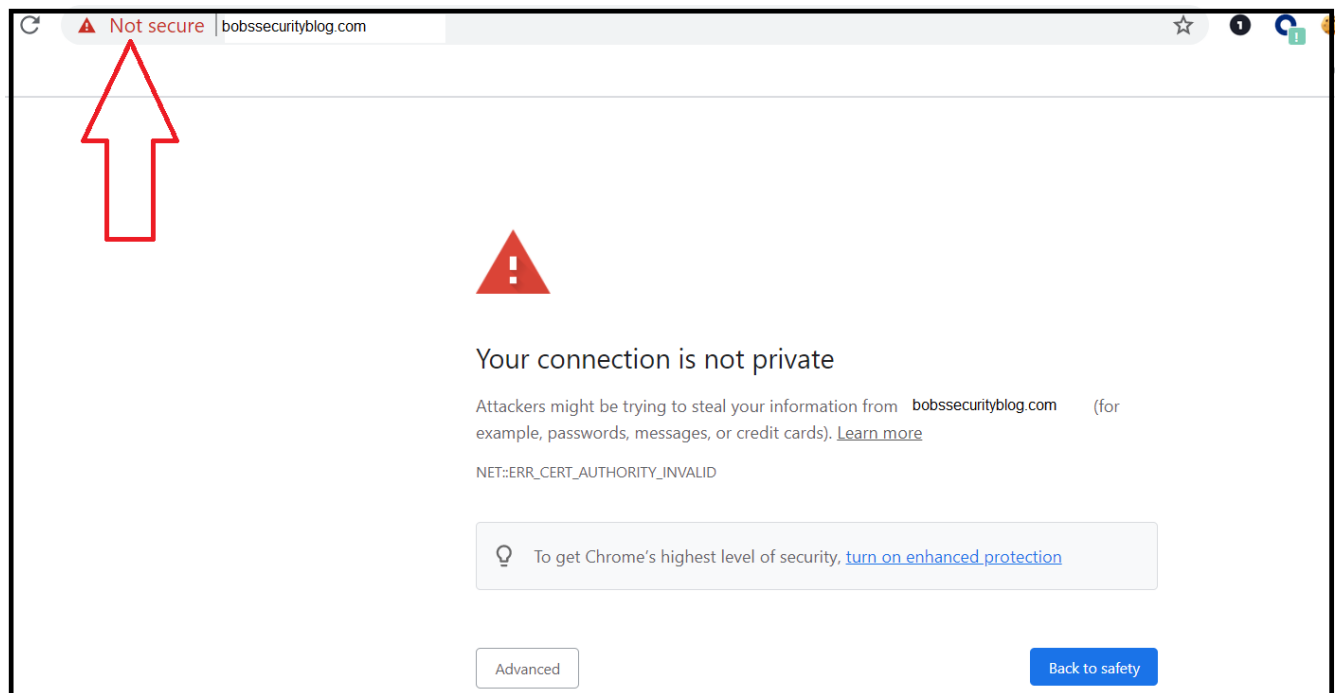 Not secure bobssecurityblog.com
Your connection is not private
Attackers might be trying to steal your information from bobssecurityblog.com (for
example, passwords, messages, or credit cards). Learn more
NET::ERR_CERT_AUTHORITY_INVALID
To get Chrome's highest level of security, turn on enhanced protection
Advanced Back to safety